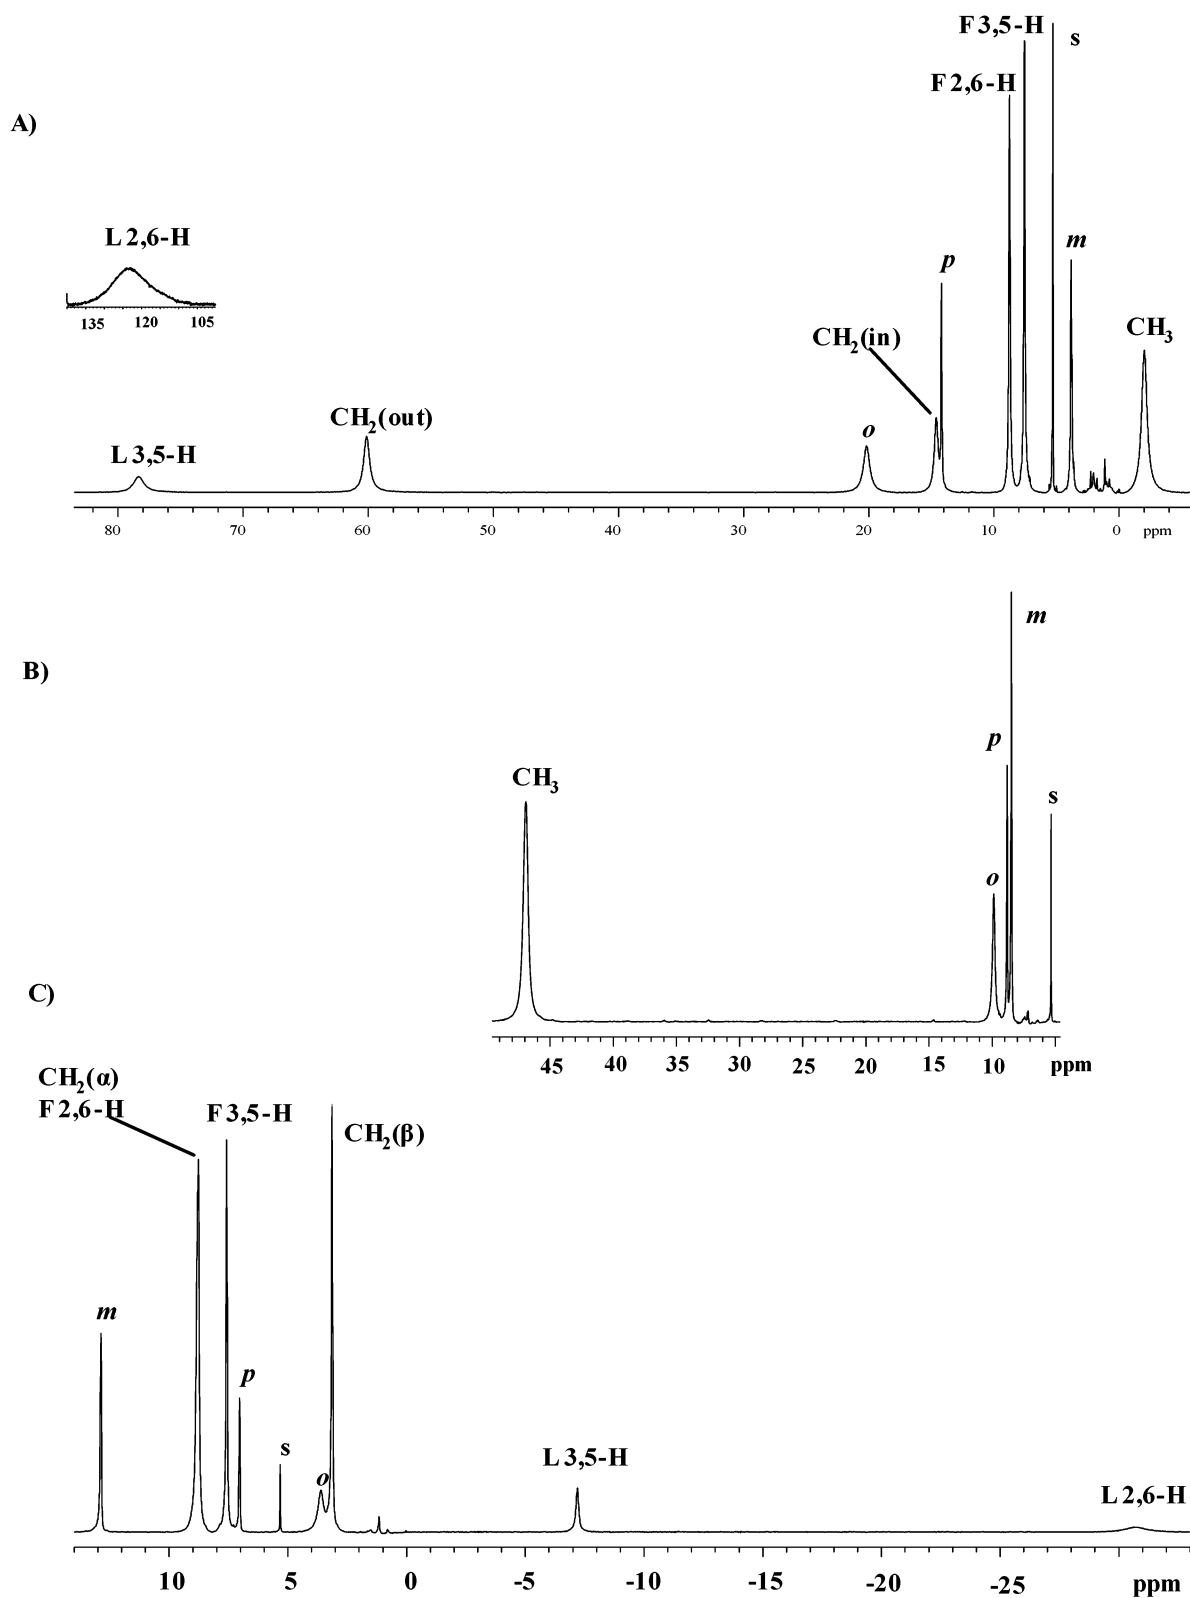 F 3,5-H
s
F 2,6-H
A)
L 2,6-H
m
p
135 120 105
CH3
CH2(in)
CH2(out)
o
L 3,5-H
80 70 60 50 40 30 20 10 0 ppm
m
B)
p
CH3
s
o
C)
45 40 35 30 25 20 15 10 ppm
CH2(α)
F 2,6-H
F 3,5-H
CH2(β)
m
p
s
L 3,5-H
o
L 2,6-H
10 5 0 -5 -10 -15 -20 -25 ppm